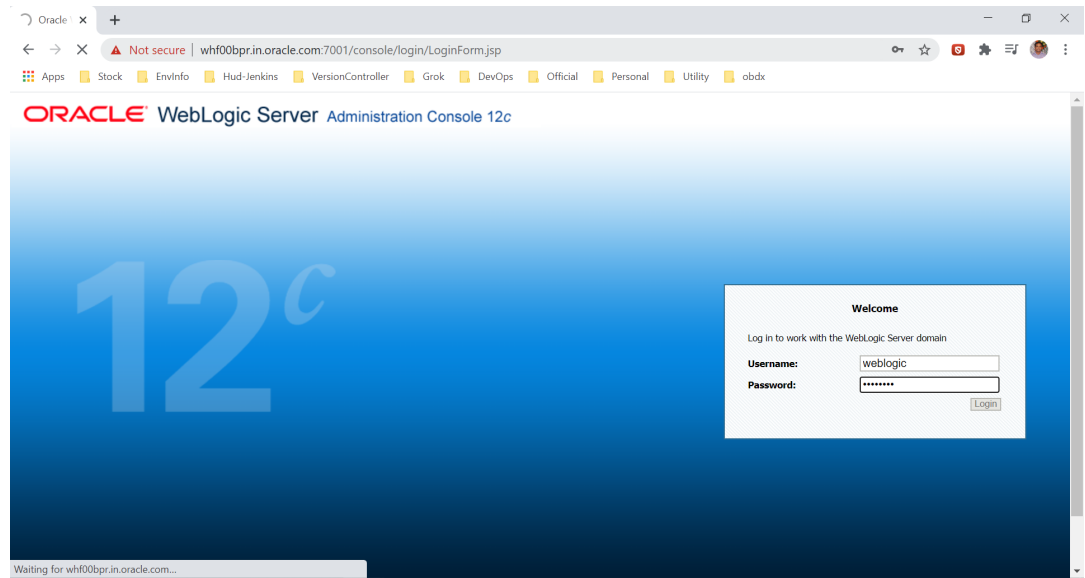 Oracle
Not secure | whf00bpr.in.oracle.com:7001/console/login/LoginForm.jsp
Apps Stock EnvInfo Hud-Jenkins VersionController Grok DevOps Official Personal Utility obdx
ORACLE WebLogic Server Administration Console 12c
12c
Welcome
Log in to work with the WebLogic Server domain
Username: weblogic
Password: ••••••••
Login
Waiting for whf00bpr.in.oracle.com...